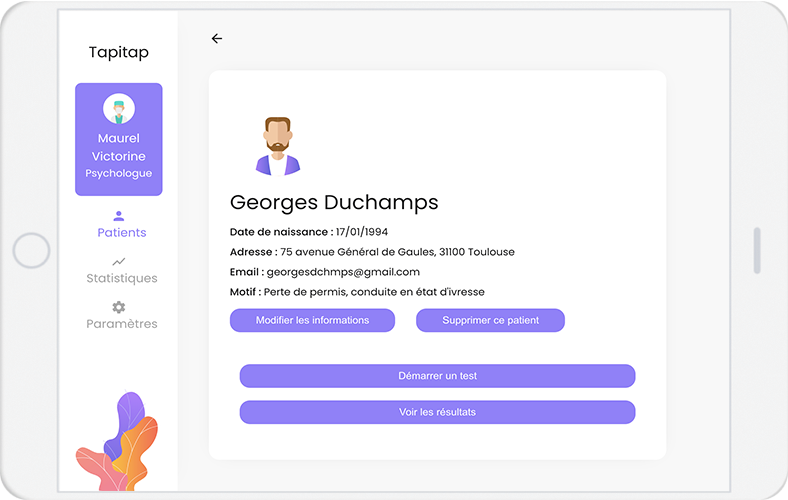 Tapitap
Maurel
Victorine
Psychologue
Patients
Statistiques
Paramètres
Georges Duchamps
Date de naissance : 17/01/1994
Adresse : 75 avenue Général de Gaules, 31100 Toulouse
Email : georgesdchmps@gmail.com
Motif : Perte de permis, conduite en état d'ivresse
Modifier les informations
Supprimer ce patient
Démarrer un test
Voir les résultats